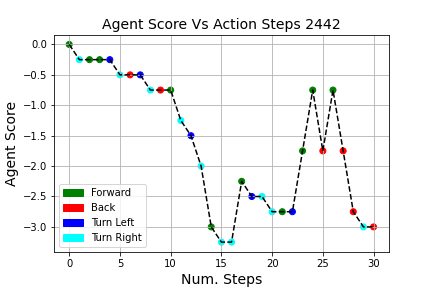 Agent Score Vs Action Steps 2442
0.0
−0.5
−1.0
−1.5
−2.0
−2.5
−3.0
Agent Score
Forward
Back
Turn Left
Turn Right
0 5 10 15 20 25 30
Num. Steps